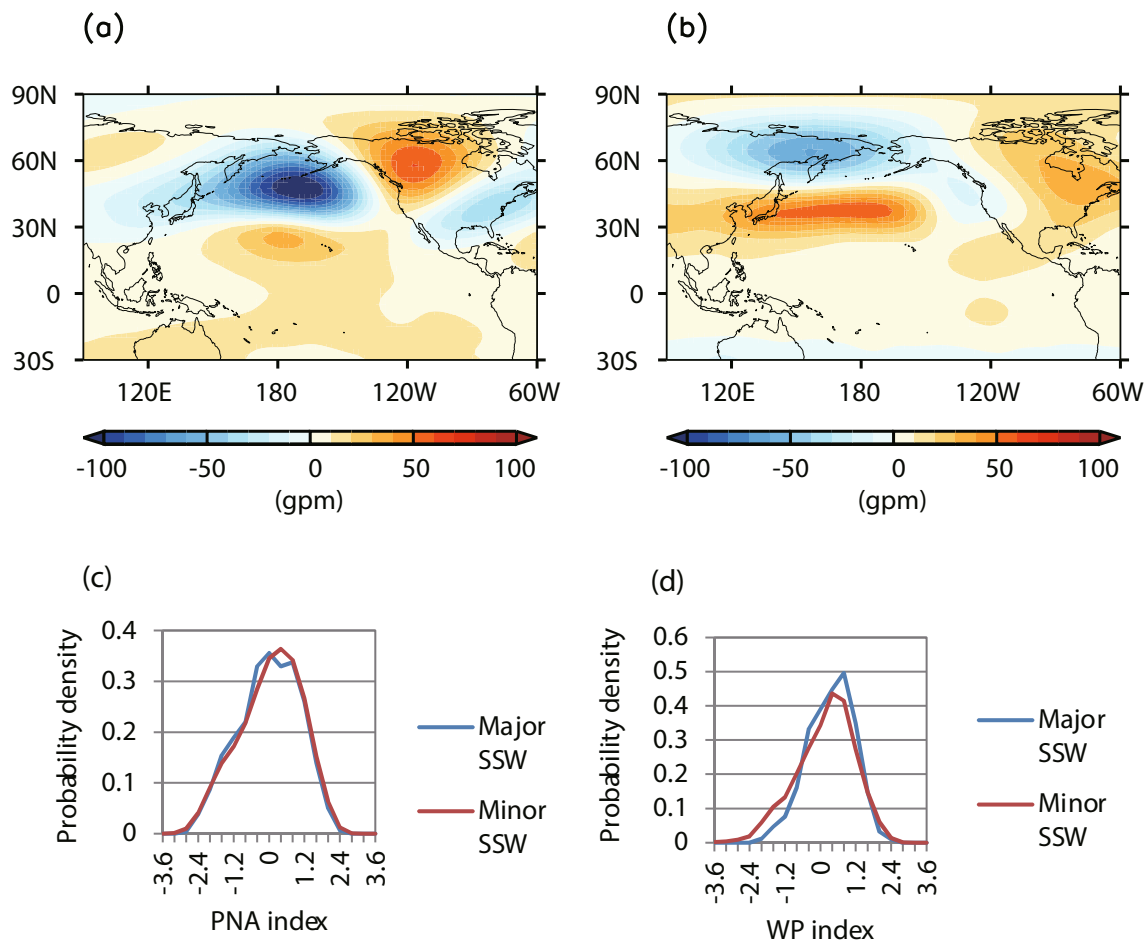 (a)
(b)
90N
60N
30N
0
30S
120E 180 120W 60W
90N
60N
30N
0
30S
120E 180 120W 60W
-100 -50 0 50 100
(gpm)
-100 -50 0 50 100
(gpm)
(c)
Probability density
0.4
0.3
0.2
0.1
0
-3.6 -2.4 -1.2 0 1.2 2.4 3.6
PNA index
Major
SSW
Minor
SSW
(d)
Probability density
0.6
0.5
0.4
0.3
0.2
0.1
0
-3.6 -2.4 -1.2 0 1.2 2.4 3.6
WP index
Major
SSW
Minor
SSW